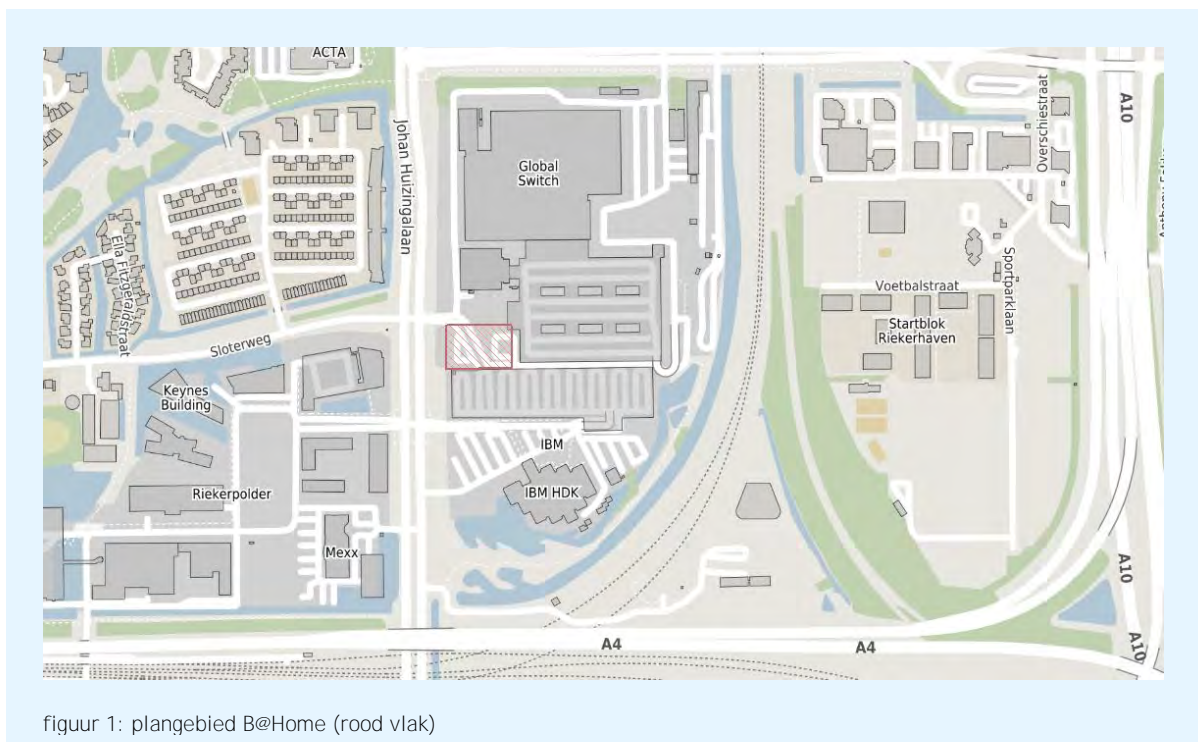 ACTA
A10
Overschiestraat
Johan Huizingalaan
Global
Switch
Ella Fitzgeraldstraat
Sportparklaan
Voetbalstraat
Startblok
Riekerhaven
Sloterweg
Keynes
Building
IBM
Riekerpolder
IBM HDK
Mexx
A10
A4
A4
A10
figuur 1: plangebied B@Home (rood vlak)